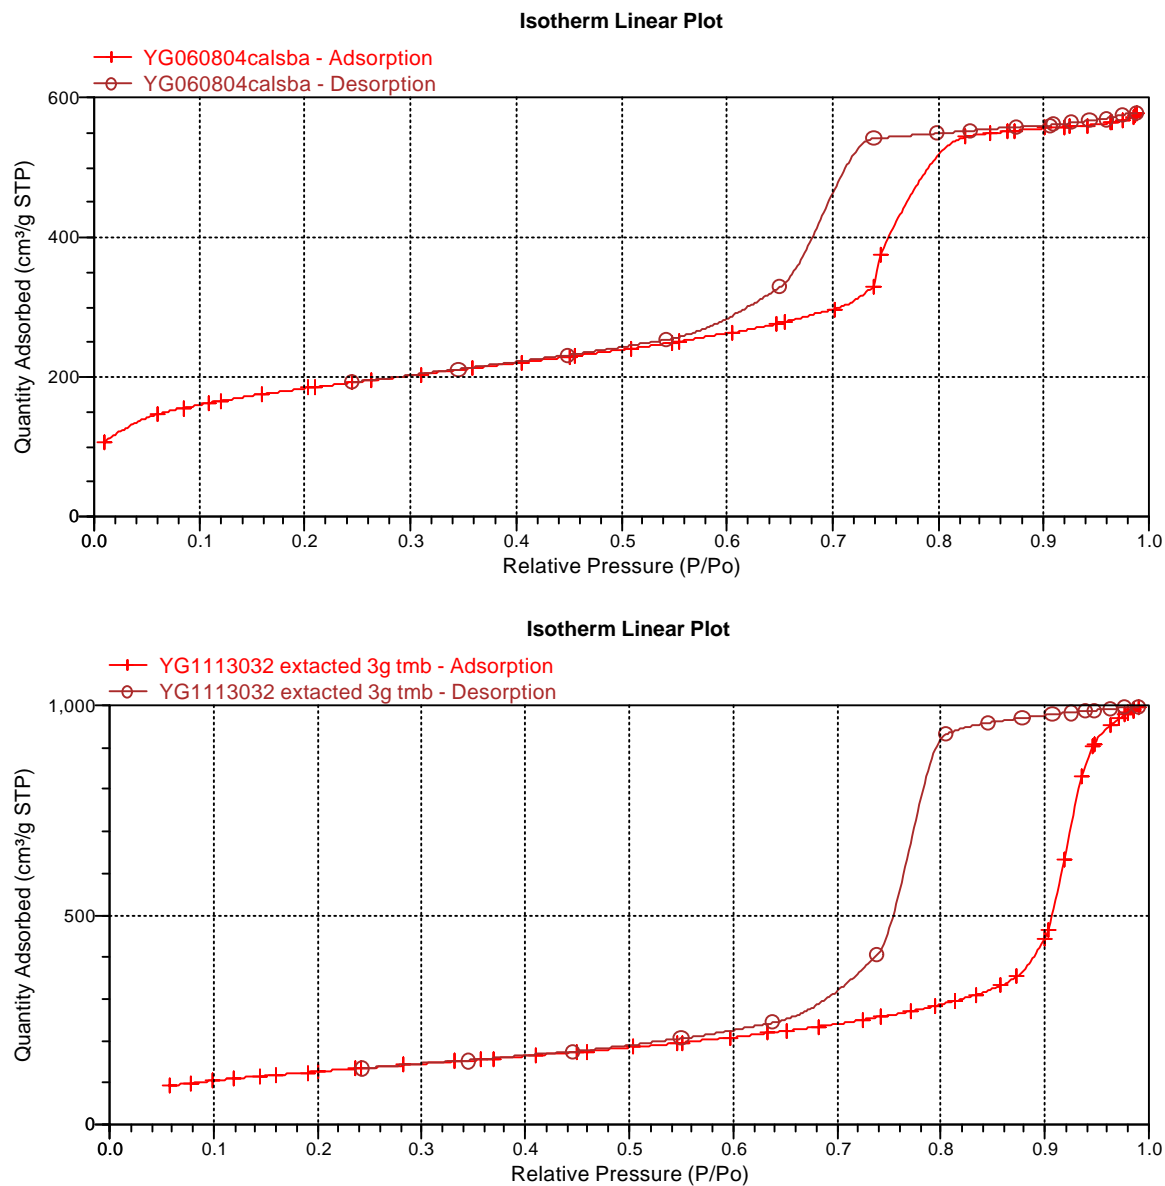 Isotherm Linear Plot
YG060804calsba - Adsorption
YG060804calsba - Desorption
600
400
200
0
Quantity Adsorbed (cm³/g STP)
0.0 0.1 0.2 0.3 0.4 0.5 0.6 0.7 0.8 0.9 1.0
Relative Pressure (P/Po)
Isotherm Linear Plot
YG1113032 extacted 3g tmb - Adsorption
YG1113032 extacted 3g tmb - Desorption
1,000
500
0
Quantity Adsorbed (cm³/g STP)
0.0 0.1 0.2 0.3 0.4 0.5 0.6 0.7 0.8 0.9 1.0
Relative Pressure (P/Po)